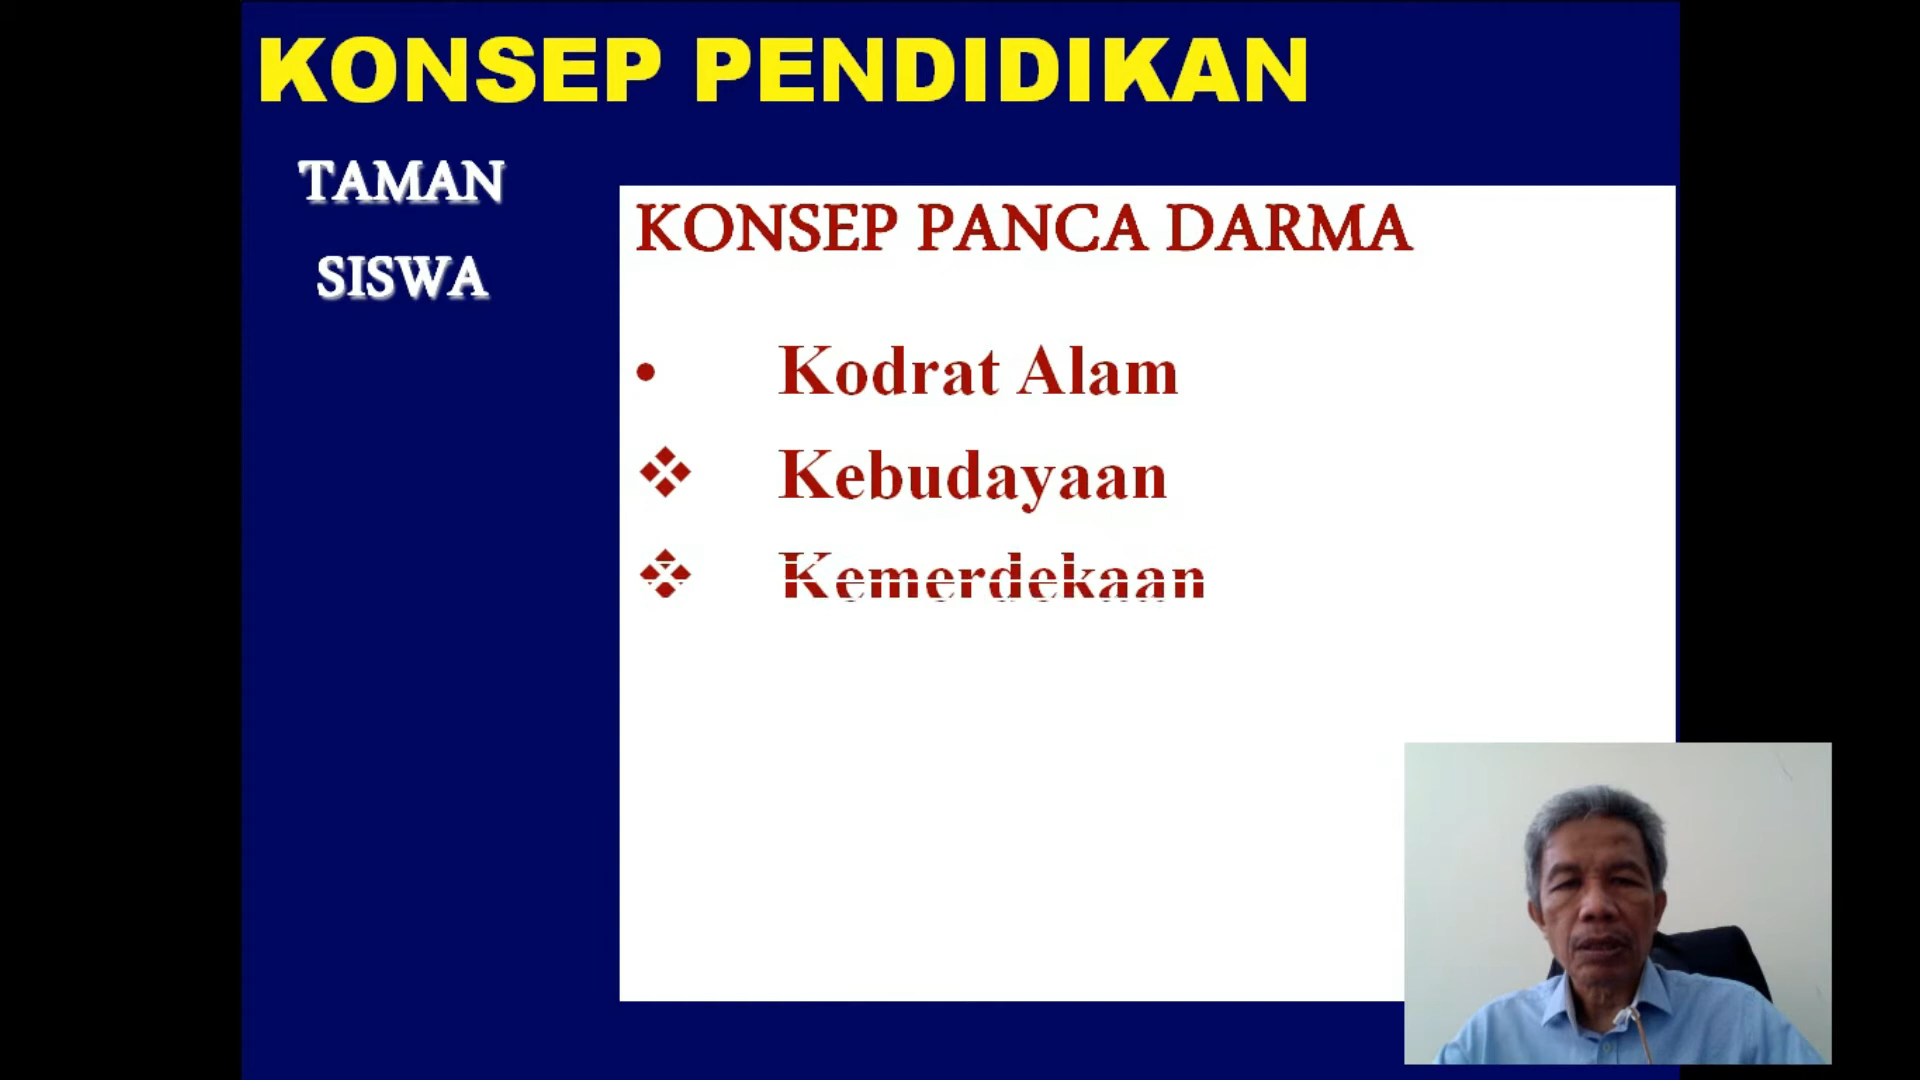 KONSEP PENDIDIKAN
TAMAN
SISWA
KONSEP PANCA DARMA
• Kodrat Alam
❖ Kebudayaan
❖ Kemerdekaan